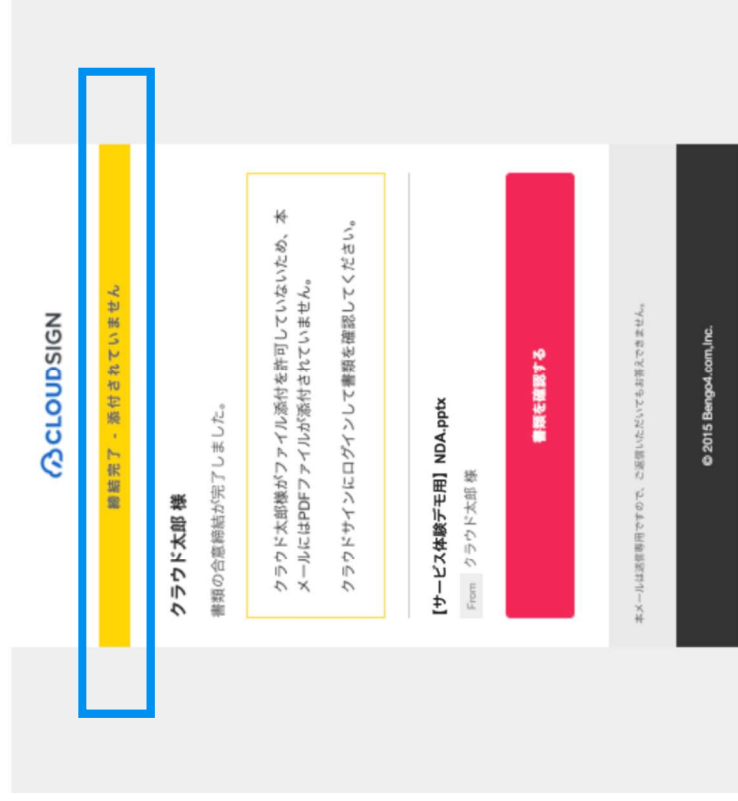 CLOUDSIGN
締結完了 - 添付されていません
クラウド太郎 様
書類の合意締結が完了しました。
クラウド太郎様がファイル添付を許可していないため、本
メールにはPDFファイルが添付されていません。
クラウドサインにログインして書類を確認してください。
【サービス体験デモ用】NDA.pptx
From クラウド太郎 様
書類を確認する
本メールは送信専用ですので、ご返信いただいてもお答えできません。
© 2015 Bengo4.com,Inc.